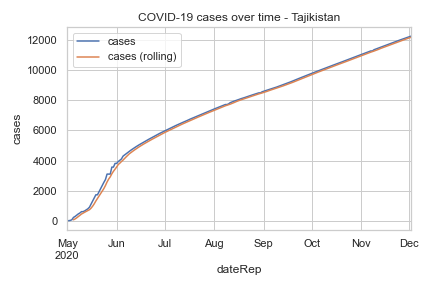 COVID-19 cases over time - Tajikistan
cases
cases (rolling)
12000
10000
8000
6000
4000
2000
0
cases
May Jun Jul Aug Sep Oct Nov Dec
2020
dateRep